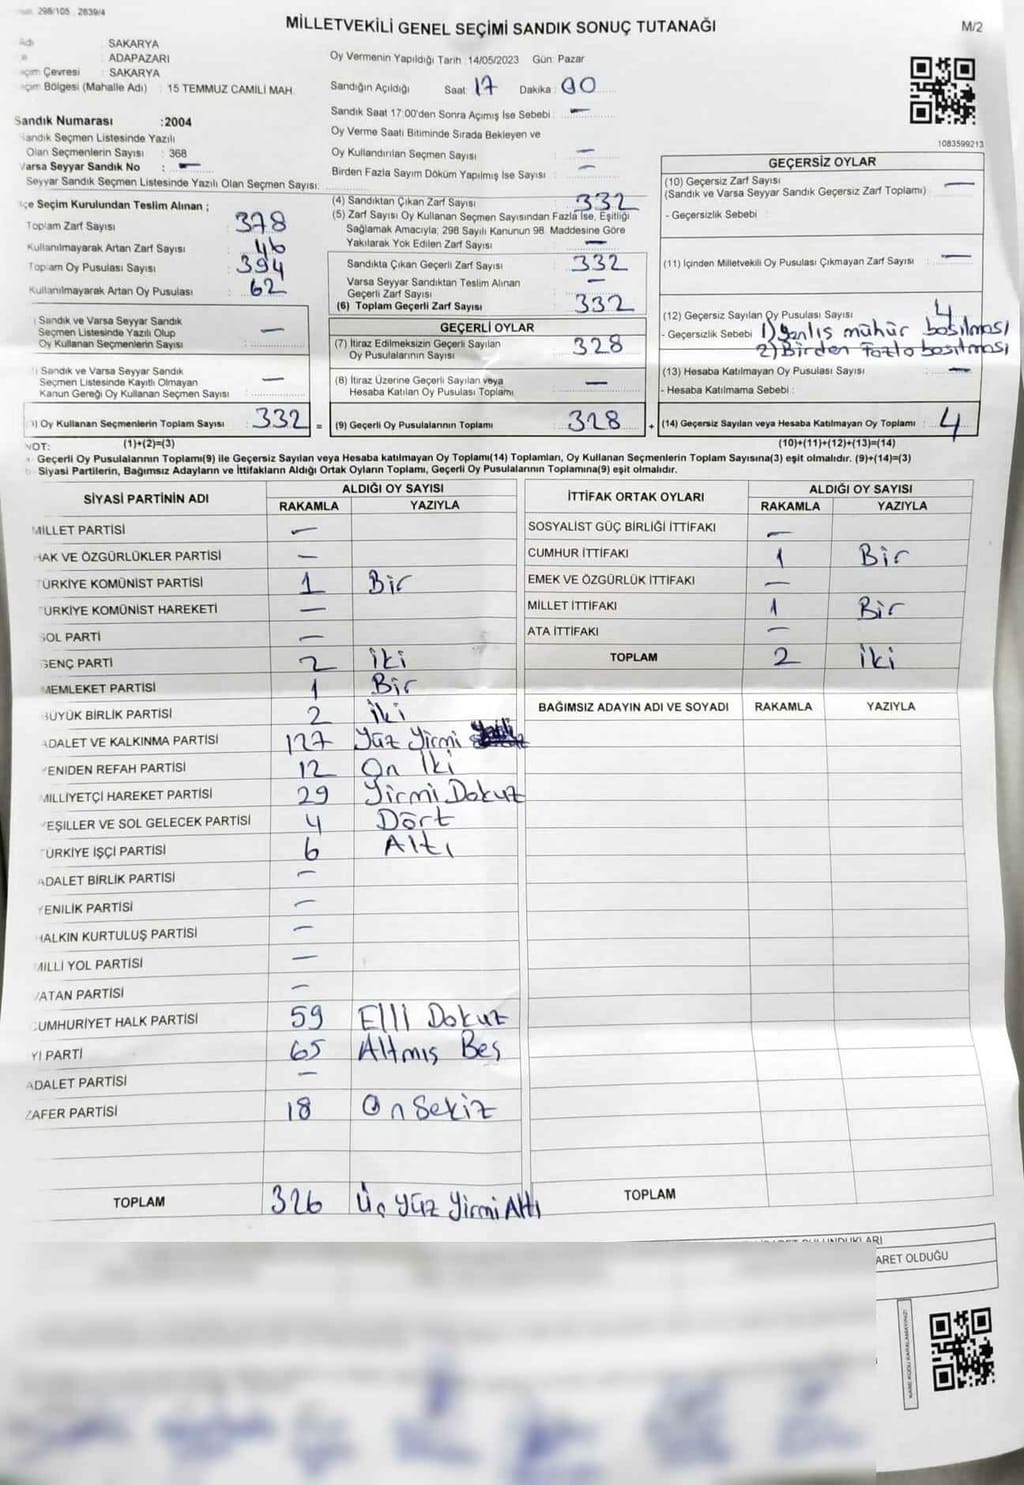 298/105 2839/4
MİLLETVEKİLİ GENEL SEÇİMİ SANDIK SONUÇ TUTANAĞI
M/2
SAKARYA
ADAPAZARI
Çevresi : SAKARYA
Bölgesi (Mahalle Adı) : 15 TEMMUZ CAMİLİ MAH.
Oy Vermenin Yapıldığı Tarih :14/05/2023 Gün: Pazar
Sandığın Açıldığı Saat: 17 Dakika : 00
Sandık Saat 17:00'den Sonra Açımış İse Sebebi : —
Oy Verme Saati Bitiminde Sırada Bekleyen ve
Oy Kullandırılan Seçmen Sayısı : —
Birden Fazla Sayım Döküm Yapılmış İse Sayısı : —
Sandık Numarası :2004
Sandık Seçmen Listesinde Yazılı
Olan Seçmenlerin Sayısı : 368
Varsa Seyyar Sandık No : —
Seyyar Sandık Seçmen Listesinde Yazılı Olan Seçmen Sayısı:
İlçe Seçim Kurulundan Teslim Alınan ;
Toplam Zarf Sayısı : 378
Kullanılmayarak Artan Zarf Sayısı : 46
Toplam Oy Pusulası Sayısı : 394
Kullanılmayarak Artan Oy Pusulası : 62
Sandık ve Varsa Seyyar Sandık
Seçmen Listesinde Yazılı Olup
Oy Kullanan Seçmenlerin Sayısı : —
Sandık ve Varsa Seyyar Sandık
Seçmen Listesinde Kayıtlı Olmayan
Kanun Gereği Oy Kullanan Seçmen Sayısı : —
Oy Kullanan Seçmenlerin Toplam Sayısı : 332 =
(1)+(2)=(3)
(4) Sandıktan Çıkan Zarf Sayısı : 332
(5) Zarf Sayısı Oy Kullanan Seçmen Sayısından Fazla İse, Eşitliği
Sağlamak Amacıyla; 298 Sayılı Kanunun 98. Maddesine Göre
Yakılarak Yok Edilen Zarf Sayısı : —
Sandıkta Çıkan Geçerli Zarf Sayısı : 332
Varsa Seyyar Sandıktan Teslim Alınan
Geçerli Zarf Sayısı : —
(6) Toplam Geçerli Zarf Sayısı : 332
GEÇERLİ OYLAR
(7) İtiraz Edilmeksizin Geçerli Sayılan
Oy Pusulalarının Sayısı : 328
(8) İtiraz Üzerine Geçerli Sayılan veya
Hesaba Katılan Oy Pusulası Toplamı : —
(9) Geçerli Oy Pusulalarının Toplamı : 328 +
1083599213
GEÇERSİZ OYLAR
(10) Geçersiz Zarf Sayısı : —
(Sandık ve Varsa Seyyar Sandık Geçersiz Zarf Toplamı)
- Geçersizlik Sebebi :
(11) İçinden Milletvekili Oy Pusulası Çıkmayan Zarf Sayısı : —
(12) Geçersiz Sayılan Oy Pusulası Sayısı : 4
- Geçersizlik Sebebi 1) Yanlış mühür basılması
2) Birden Fazla basılması
(13) Hesaba Katılmayan Oy Pusulası Sayısı : —
- Hesaba Katılmama Sebebi :
(14) Geçersiz Sayılan veya Hesaba Katılmayan Oy Toplamı : 4
(10)+(11)+(12)+(13)=(14)
NOT:
Geçerli Oy Pusulalarının Toplamı(9) ile Geçersiz Sayılan veya Hesaba katılmayan Oy Toplamı(14) Toplamları, Oy Kullanan Seçmenlerin Toplam Sayısına(3) eşit olmalıdır. (9)+(14)=(3)
Siyasi Partilerin, Bağımsız Adayların ve İttifakların Aldığı Ortak Oyların Toplamı, Geçerli Oy Pusulalarının Toplamına(9) eşit olmalıdır.
SİYASİ PARTİNİN ADI ALDIĞI OY SAYISI
RAKAMLA YAZIYLA
MİLLET PARTİSİ —
HAK VE ÖZGÜRLÜKLER PARTİSİ —
TÜRKİYE KOMÜNİST PARTİSİ 1 Bir
TÜRKİYE KOMÜNİST HAREKETİ —
SOL PARTİ —
GENÇ PARTİ 2 İki
MEMLEKET PARTİSİ 1 Bir
BÜYÜK BİRLİK PARTİSİ 2 İki
ADALET VE KALKINMA PARTİSİ 127 Yüz Yirmi
YENİDEN REFAH PARTİSİ 12 On İki
MİLLİYETÇİ HAREKET PARTİSİ 29 Yirmi Dokuz
YEŞİLLER VE SOL GELECEK PARTİSİ 4 Dört
TÜRKİYE İŞÇİ PARTİSİ 6 Altı
ADALET BİRLİK PARTİSİ —
YENİLİK PARTİSİ —
HALKIN KURTULUŞ PARTİSİ —
MİLLİ YOL PARTİSİ —
VATAN PARTİSİ —
CUMHURİYET HALK PARTİSİ 59 Elli Dokuz
İYİ PARTİ 65 Altmış Beş
ADALET PARTİSİ —
ZAFER PARTİSİ 18 On Sekiz
TOPLAM 326 Üç Yüz Yirmi Altı
İTTİFAK ORTAK OYLARI ALDIĞI OY SAYISI
RAKAMLA YAZIYLA
SOSYALİST GÜÇ BİRLİĞİ İTTİFAKI —
CUMHUR İTTİFAKI 1 Bir
EMEK VE ÖZGÜRLÜK İTTİFAKI —
MİLLET İTTİFAKI 1 Bir
ATA İTTİFAKI —
TOPLAM 2 İki
BAĞIMSIZ ADAYIN ADI VE SOYADI RAKAMLA YAZIYLA
TOPLAM
ARET OLDUĞU